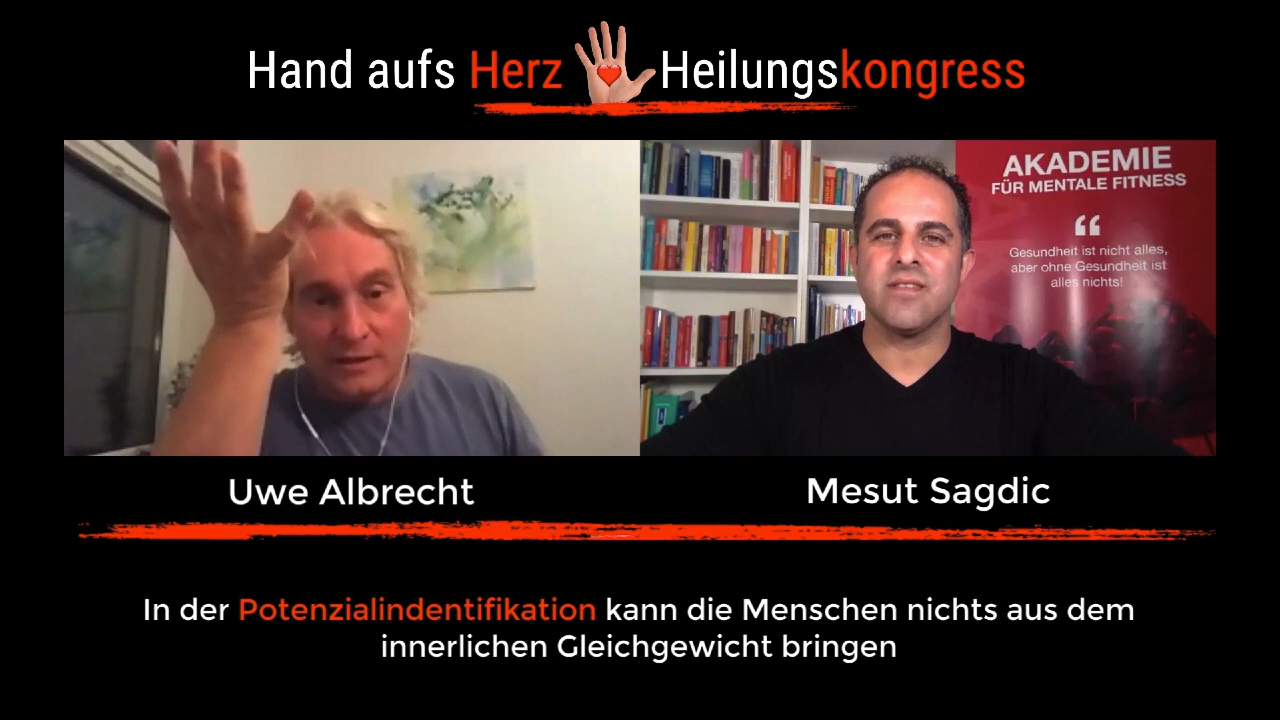 Hand aufs Herz Heilungskongress
AKADEMIE
FÜR MENTALE FITNESS
“
Gesundheit ist nicht alles,
aber ohne Gesundheit ist
alles nichts!
Uwe Albrecht
Mesut Sagdic
In der Potenzialindentifikation kann die Menschen nichts aus dem
innerlichen Gleichgewicht bringen